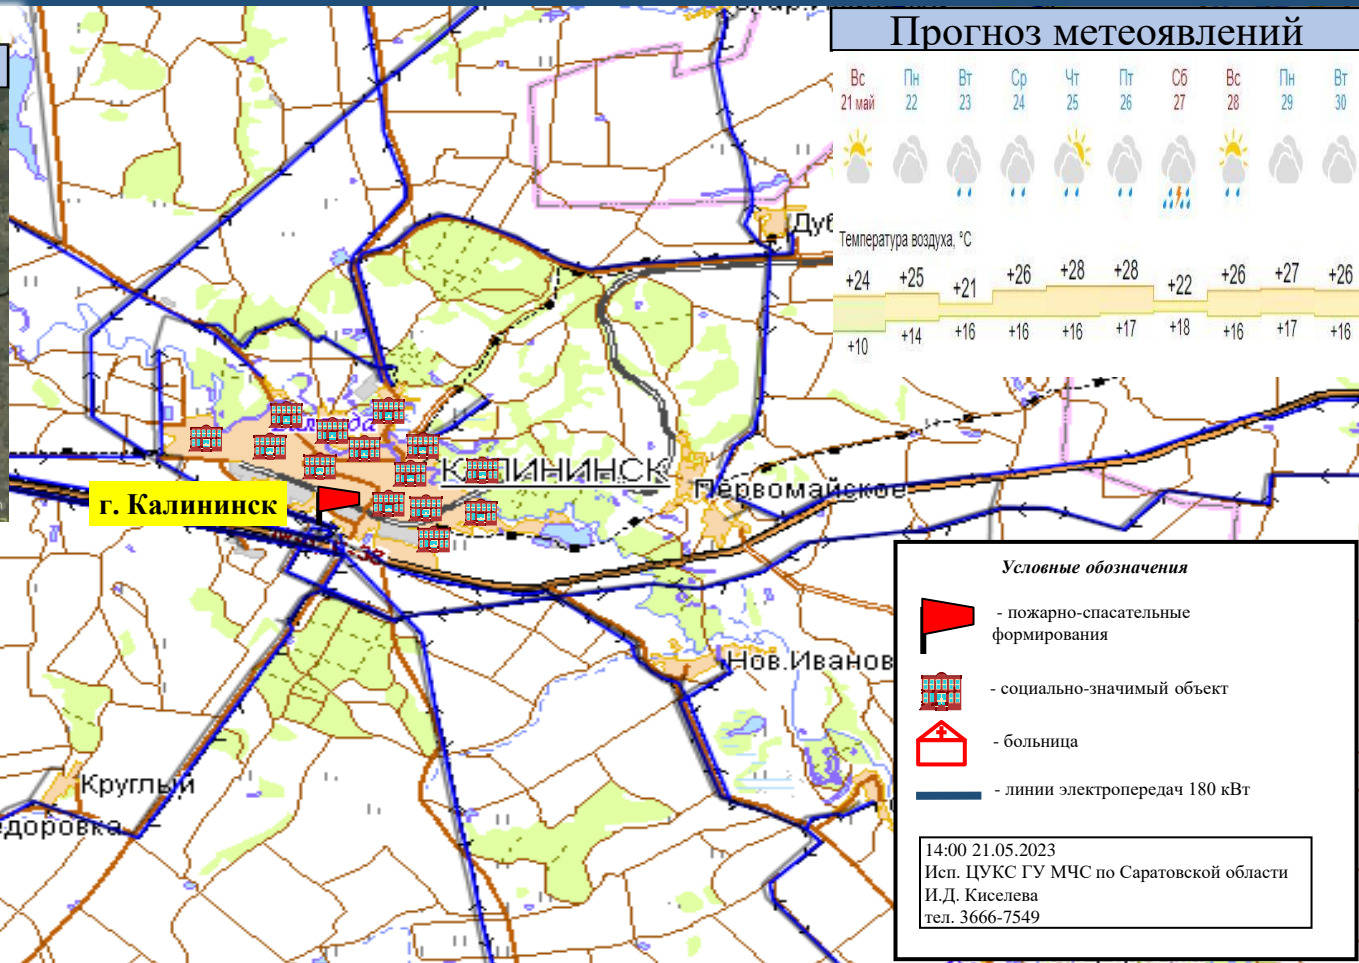 Прогноз метеоявлений
Вс Пн Вт Ср Чт Пт Сб Вс Пн Вт
21 май 22 23 24 25 26 27 28 29 30
Температура воздуха, °C
+24 +25 +21 +26 +28 +28 +22 +26 +27 +26
+10 +14 +16 +16 +16 +17 +18 +16 +17 +16
Дуб
КАЛИНИНСК
Первомайское
г. Калининск
Нов.Иванов
Круглый
едоровка
Условные обозначения
- пожарно-спасательные
формирования
- социально-значимый объект
- больница
- линии электропередач 180 кВт
14:00 21.05.2023
Исп. ЦУКС ГУ МЧС по Саратовской области
И.Д. Киселева
тел. 3666-7549